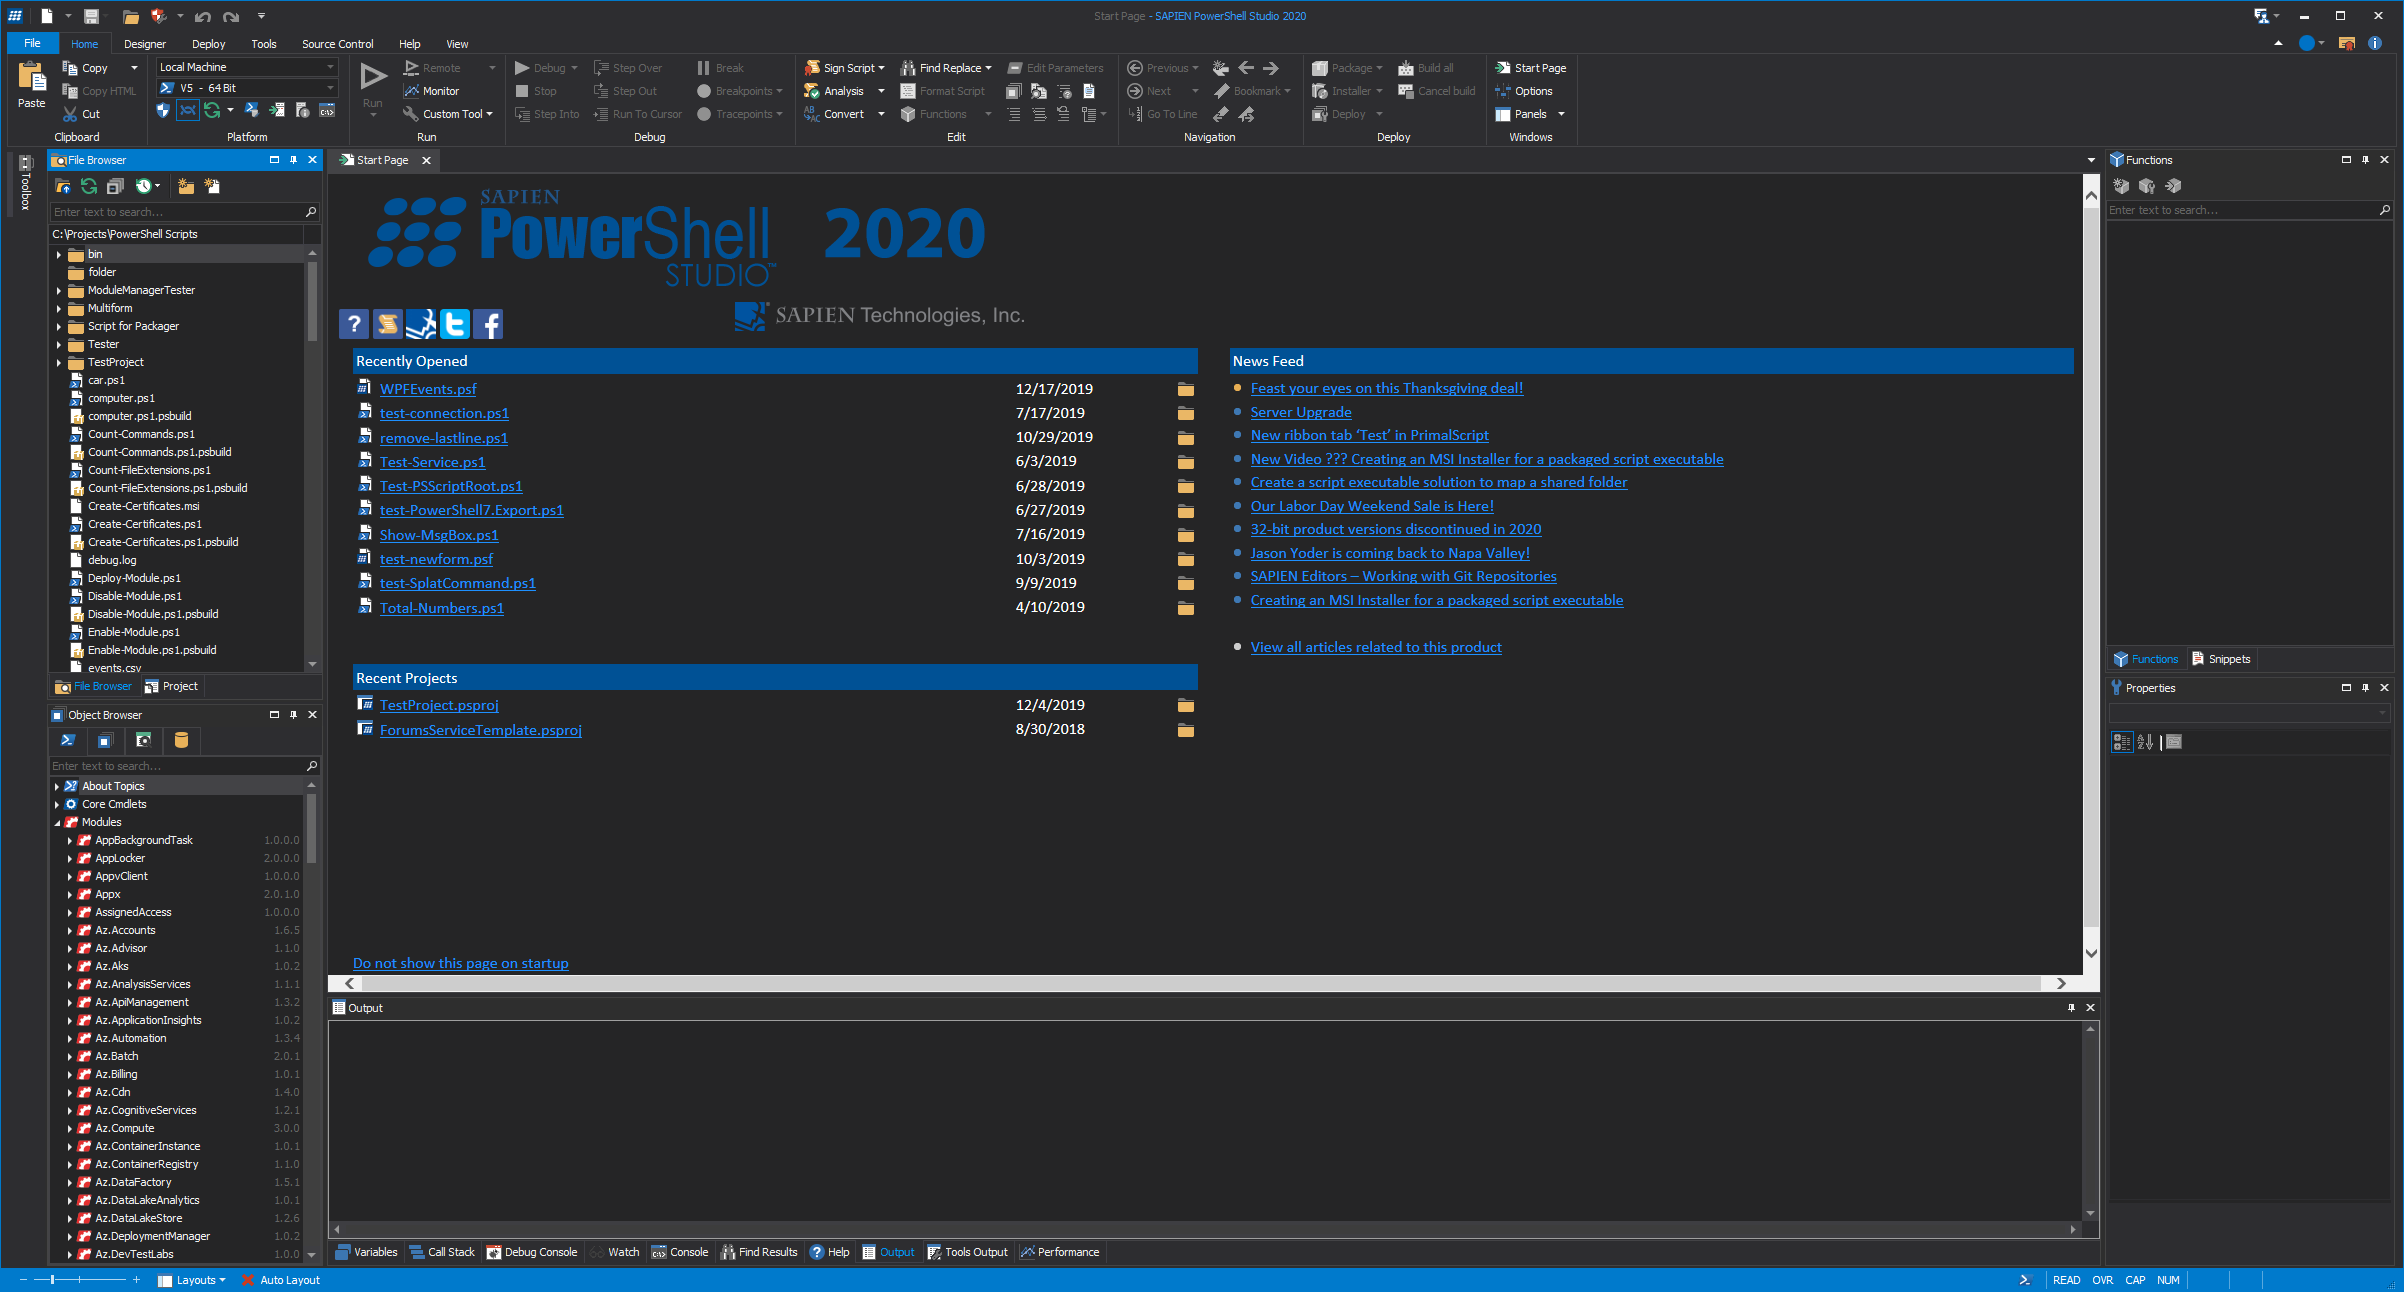 Start Page - SAPIEN PowerShell Studio 2020
File Home Designer Deploy Tools Source Control Help View
Paste
Copy
Copy HTML
Cut
Clipboard
Local Machine
V5 - 64 Bit
Platform
Run
Remote
Monitor
Custom Tool
Run
Debug
Stop
Step Into
Step Over
Step Out
Run To Cursor
Break
Breakpoints
Tracepoints
Debug
Sign Script
Analysis
Convert
Find Replace
Format Script
Functions
Edit Parameters
Edit
Previous
Next
Go To Line
Bookmark
Navigation
Package
Installer
Deploy
Build all
Cancel build
Deploy
Start Page
Options
Panels
Windows
Toolbox
File Browser
Enter text to search...
C:\Projects\PowerShell Scripts
bin
folder
ModuleManagerTester
Multiform
Script for Packager
Tester
TestProject
car.ps1
computer.ps1
computer.ps1.psbuild
Count-Commands.ps1
Count-Commands.ps1.psbuild
Count-FileExtensions.ps1
Count-FileExtensions.ps1.psbuild
Create-Certificates.msi
Create-Certificates.ps1
Create-Certificates.ps1.psbuild
debug.log
Deploy-Module.ps1
Disable-Module.ps1
Disable-Module.ps1.psbuild
Enable-Module.ps1
Enable-Module.ps1.psbuild
events.csv
File Browser Project
Object Browser
Enter text to search...
About Topics
Core Cmdlets
Modules
AppBackgroundTask 1.0.0.0
AppLocker 2.0.0.0
AppvClient 1.0.0.0
Appx 2.0.1.0
AssignedAccess 1.0.0.0
Az.Accounts 1.6.5
Az.Advisor 1.1.0
Az.Aks 1.0.2
Az.AnalysisServices 1.1.1
Az.ApiManagement 1.3.2
Az.ApplicationInsights 1.0.2
Az.Automation 1.3.4
Az.Batch 2.0.1
Az.Billing 1.0.1
Az.Cdn 1.4.0
Az.CognitiveServices 1.2.1
Az.Compute 3.0.0
Az.ContainerInstance 1.0.1
Az.ContainerRegistry 1.1.0
Az.DataFactory 1.5.1
Az.DataLakeAnalytics 1.0.1
Az.DataLakeStore 1.2.6
Az.DeploymentManager 1.0.2
Az.DevTestLabs 1.0.0
Start Page
SAPIEN
PowerShell 2020
STUDIO™
SAPIEN Technologies, Inc.
Recently Opened
WPFEvents.psf 12/17/2019
test-connection.ps1 7/17/2019
remove-lastline.ps1 10/29/2019
Test-Service.ps1 6/3/2019
Test-PSScriptRoot.ps1 6/28/2019
test-PowerShell7.Export.ps1 6/27/2019
Show-MsgBox.ps1 7/16/2019
test-newform.psf 10/3/2019
test-SplatCommand.ps1 9/9/2019
Total-Numbers.ps1 4/10/2019
Recent Projects
TestProject.psproj 12/4/2019
ForumsServiceTemplate.psproj 8/30/2018
Do not show this page on startup
News Feed
Feast your eyes on this Thanksgiving deal!
Server Upgrade
New ribbon tab ‘Test’ in PrimalScript
New Video ??? Creating an MSI Installer for a packaged script executable
Create a script executable solution to map a shared folder
Our Labor Day Weekend Sale is Here!
32-bit product versions discontinued in 2020
Jason Yoder is coming back to Napa Valley!
SAPIEN Editors – Working with Git Repositories
Creating an MSI Installer for a packaged script executable
View all articles related to this product
Output
Variables Call Stack Debug Console Watch Console Find Results Help Output Tools Output Performance
Functions
Enter text to search...
Functions Snippets
Properties
Layouts Auto Layout
READ OVR CAP NUM